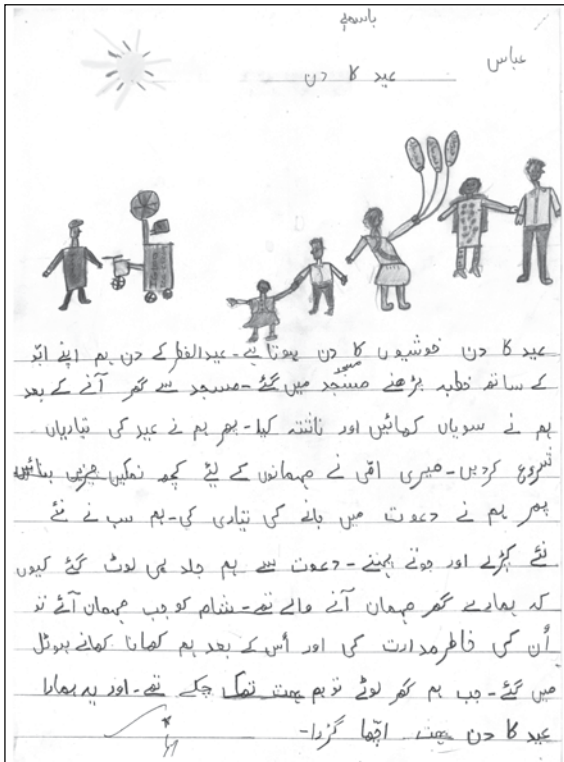 باسمہٖ
عباس
عید کا دن
عید کا دن خوشیوں کا دن ہوتا ہے۔ عیدالفطر کے دن ہم اپنے ابّو
کے ساتھ خطبہ پڑھنے مسجد میں گئے۔ مسجد سے گھر آنے کے بعد
ہم نے سویاں کھائیں اور ناشتہ کیا۔ پھر ہم نے عید کی تیاریاں
شروع کردیں۔ میری امّی نے مہمانوں کے لیئے کچھ نمکین چیزیں بنائیں
پھر ہم نے دعوت میں جانے کی تیاری کی۔ ہم سب نے نئے
نئے کپڑے اور جوتے پہنے۔ دعوت سے ہم جلد ہی لوٹ گئے کیوں
کہ ہمارے گھر مہمان آنے والے تھے۔ شام کو جب مہمان آئے تو
اُن کی خاطر مدارت کی اور اُس کے بعد ہم کھانا کھانے ہوٹل
میں گئے۔ جب ہم گھر لوٹے تو ہم بہت تھک چکے تھے۔ اور یہ ہمارا
عید کا دن بہت اچّھا گزرا۔